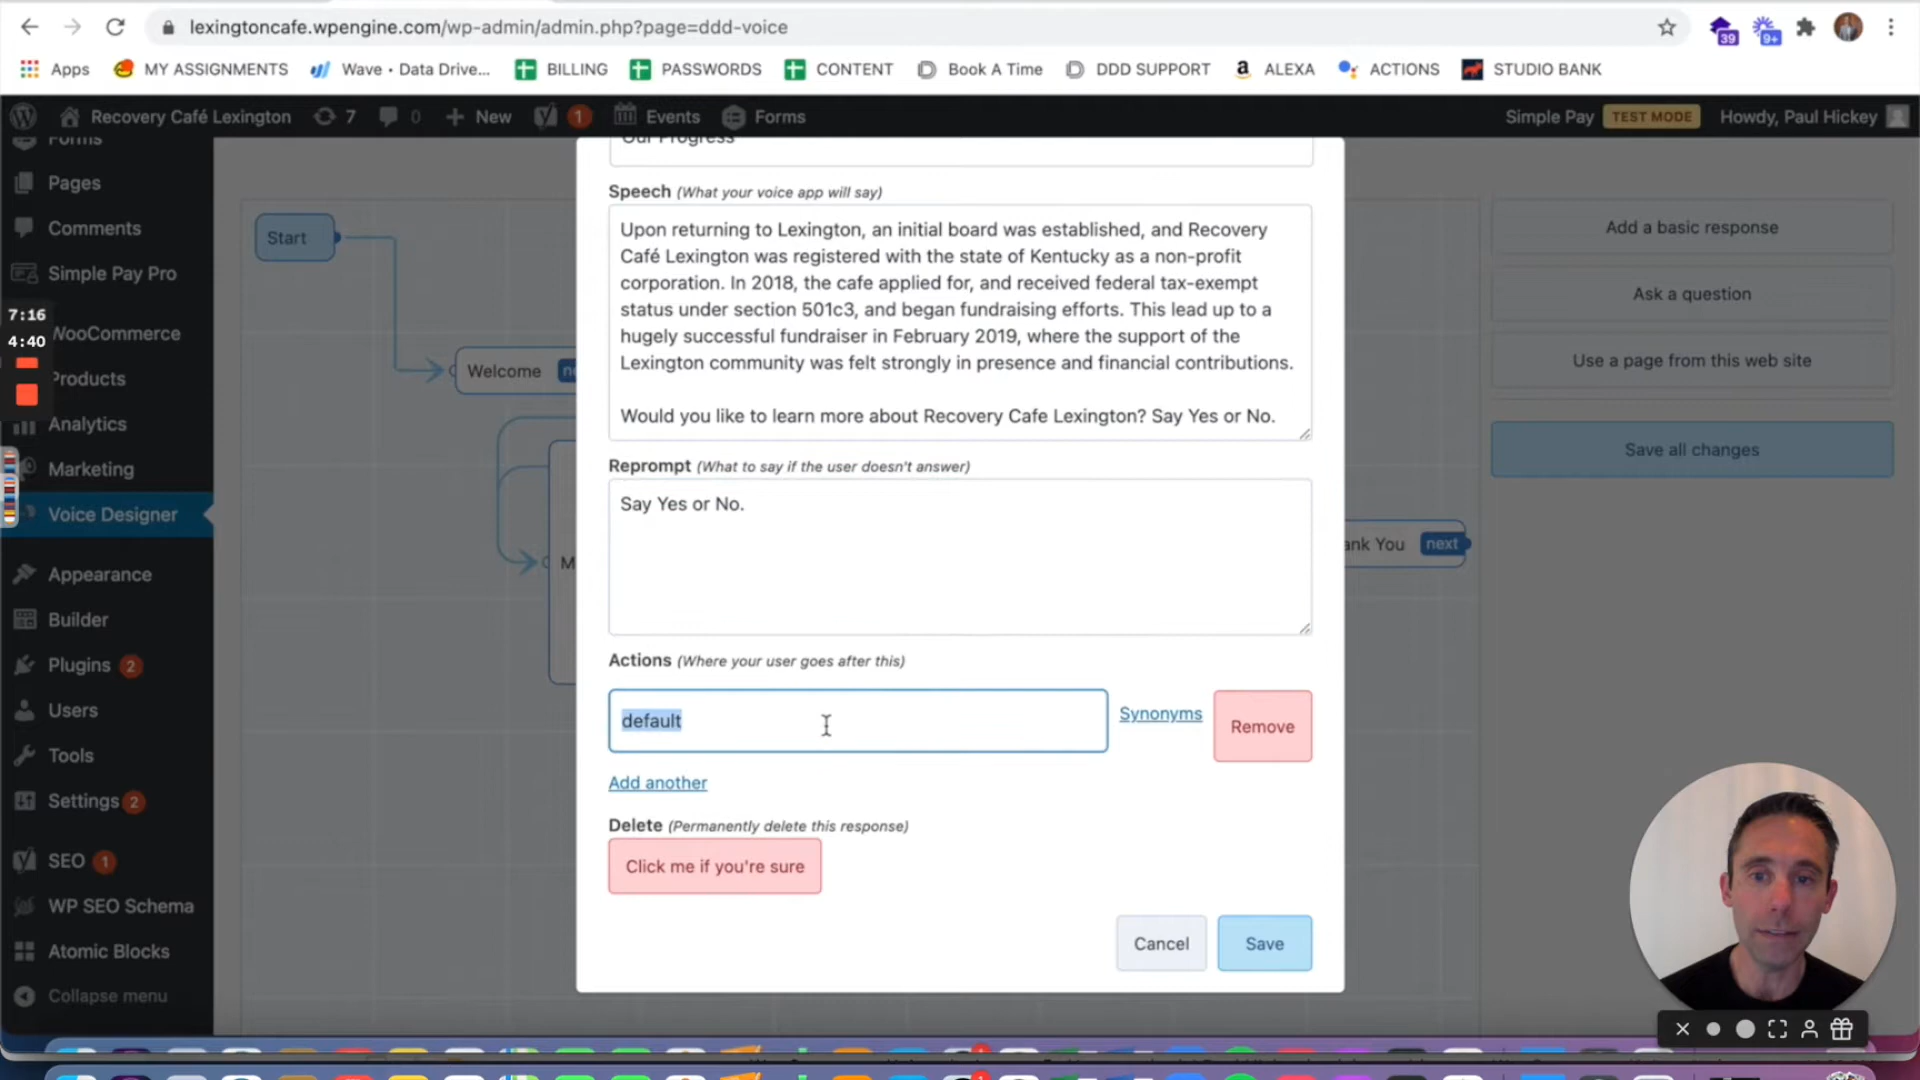 lexingtoncafe.wpengine.com/wp-admin/admin.php?page=ddd-voice
39
9+
Apps
MY ASSIGNMENTS
Wave • Data Drive...
BILLING
PASSWORDS
CONTENT
Book A Time
DDD SUPPORT
ALEXA
ACTIONS
STUDIO BANK
Recovery Café Lexington
7
0
New
1
Events
Forms
Simple Pay
TEST MODE
Howdy, Paul Hickey
Forms
Pages
Comments
Simple Pay Pro
7:16
4:40
WooCommerce
Products
Analytics
Marketing
Voice Designer
Appearance
Builder
Plugins 2
Users
Tools
Settings 2
SEO 1
WP SEO Schema
Atomic Blocks
Collapse menu
Start
Welcome
M
Our Progress
Speech (What your voice app will say)
Upon returning to Lexington, an initial board was established, and Recovery
Café Lexington was registered with the state of Kentucky as a non-profit
corporation. In 2018, the cafe applied for, and received federal tax-exempt
status under section 501c3, and began fundraising efforts. This lead up to a
hugely successful fundraiser in February 2019, where the support of the
Lexington community was felt strongly in presence and financial contributions.
Would you like to learn more about Recovery Cafe Lexington? Say Yes or No.
Reprompt (What to say if the user doesn't answer)
Say Yes or No.
Actions (Where your user goes after this)
default
Synonyms
Remove
Add another
Delete (Permanently delete this response)
Click me if you're sure
Cancel
Save
ank You
next
Add a basic response
Ask a question
Use a page from this web site
Save all changes